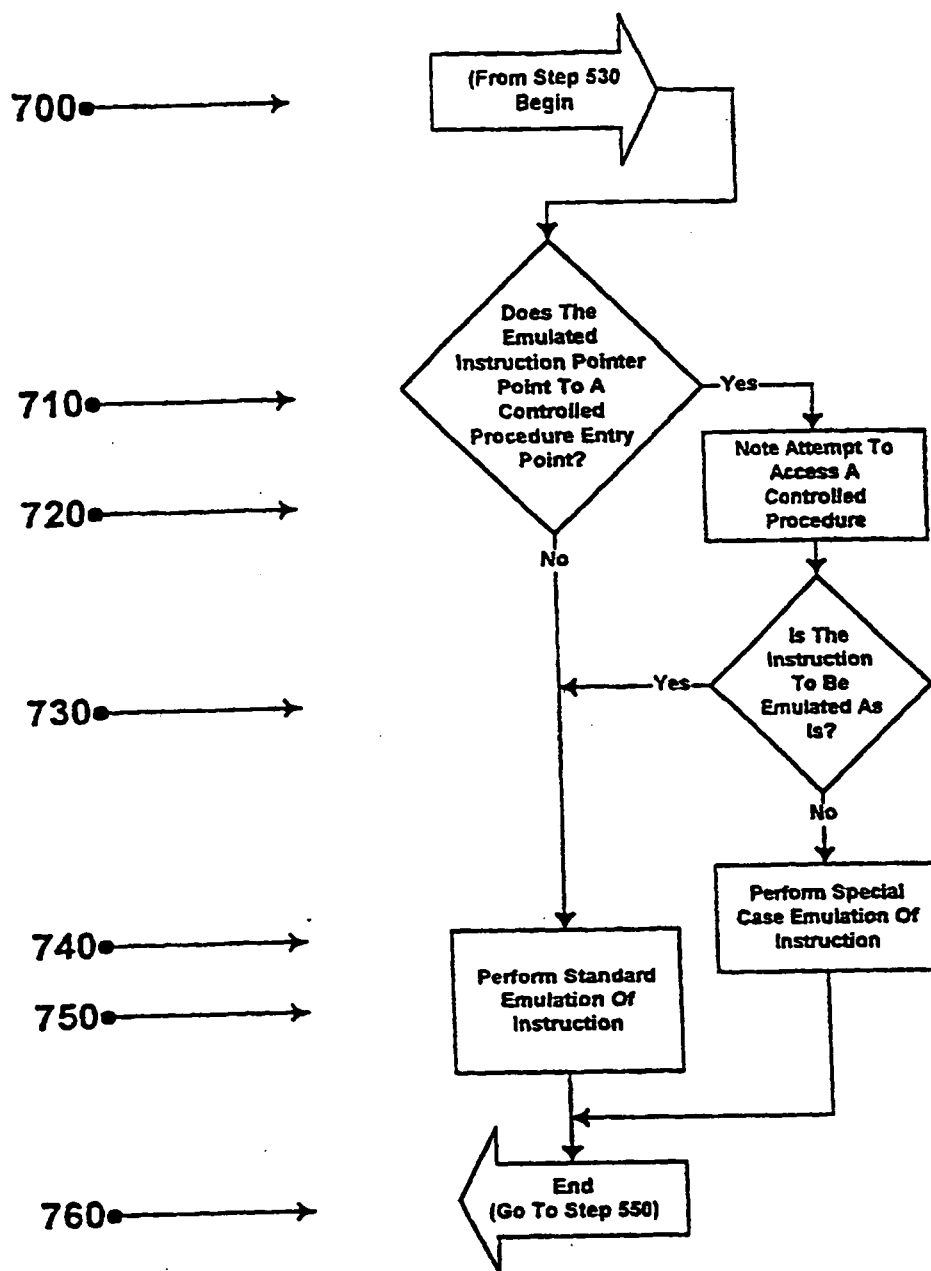 700
(From Step 530
Begin
Does The
Emulated
Instruction Pointer
Point To A
Controlled
Procedure Entry
Point?
710
Yes
Note Attempt To
Access A
Controlled
Procedure
720
No
Is The
Instruction
To Be
Emulated As
Is?
Yes
730
No
Perform Special
Case Emulation Of
Instruction
740
Perform Standard
Emulation Of
Instruction
750
End
(Go To Step 550)
760